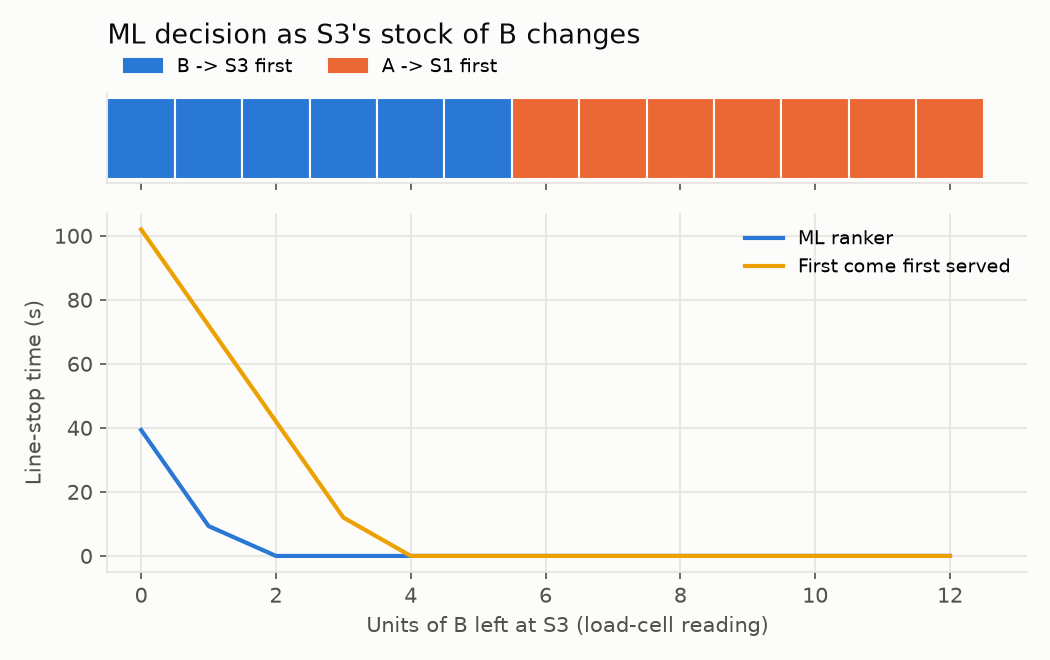 ML decision as S3's stock of B changes
B -> S3 first
A -> S1 first
ML ranker
First come first served
100
80
60
40
20
0
Line-stop time (s)
0 2 4 6 8 10 12
Units of B left at S3 (load-cell reading)